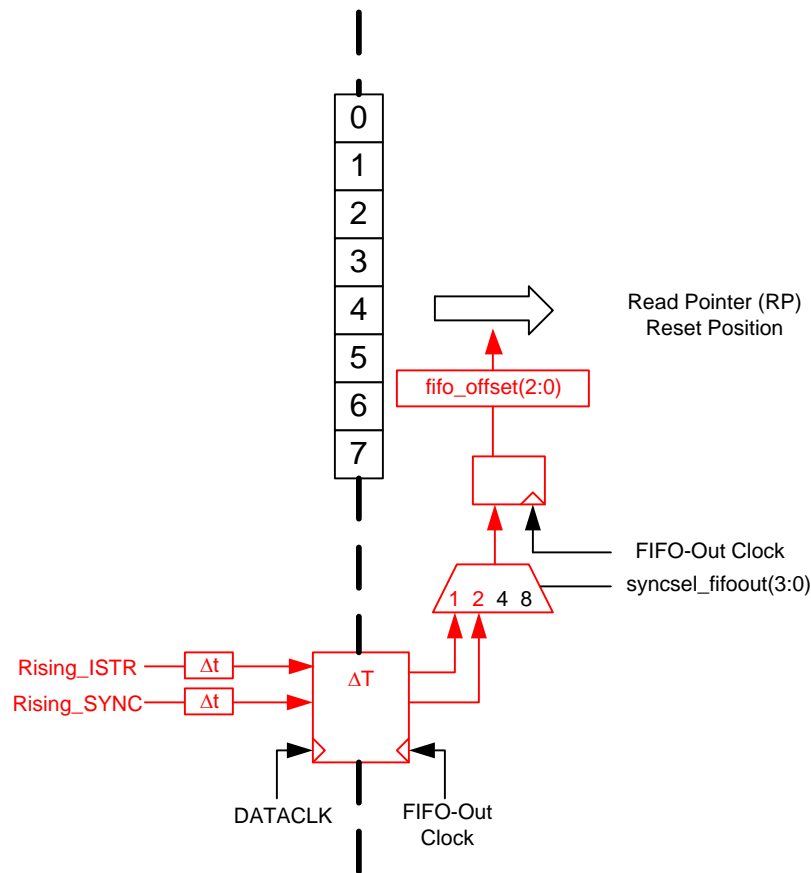 0
1
2
3
4
5
6
7
Read Pointer (RP)
Reset Position
fifo_offset(2:0)
FIFO-Out Clock
syncsel_fifoout(3:0)
1 2 4 8
Rising_ISTR
Δt
ΔT
Rising_SYNC
Δt
DATACLK
FIFO-Out
Clock